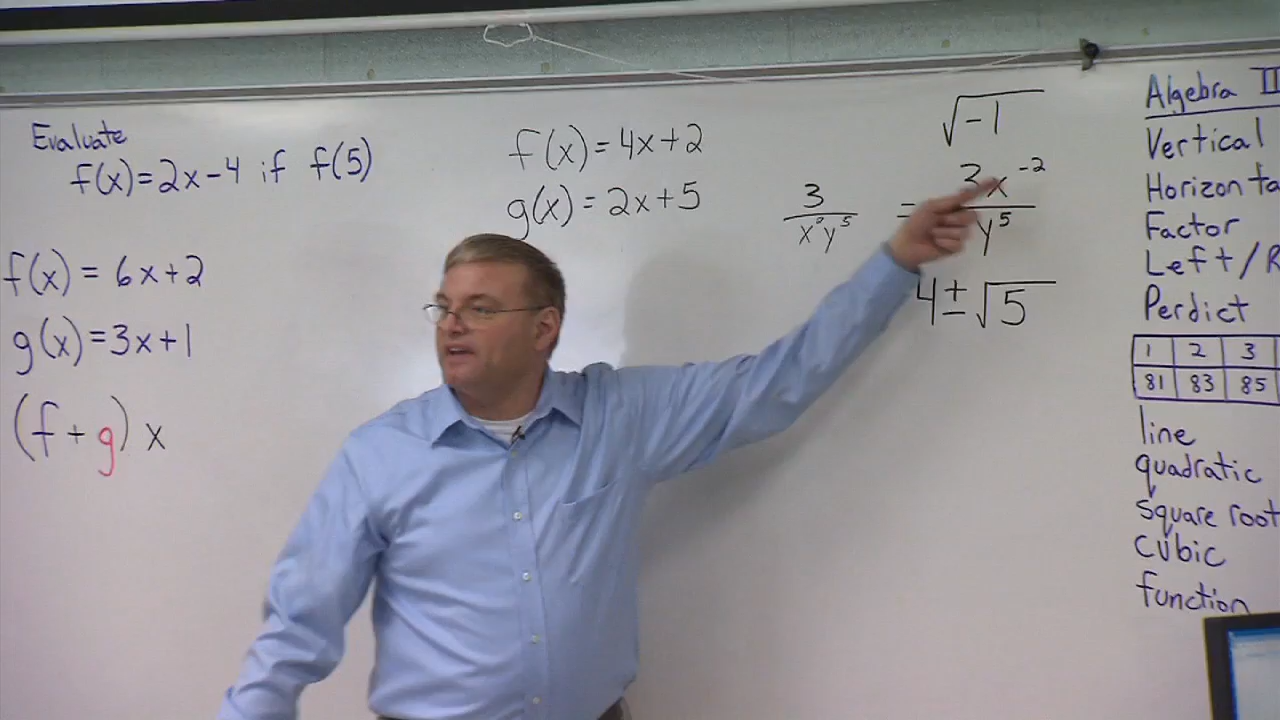 Evaluate
f(x)=2x-4 if f(5)
f(x)=6x+2
g(x)=3x+1
(f+g)x
f(x)=4x+2
g(x)=2x+5
√-1
3/x²y⁵ = 3x⁻²/y⁵
4±√5
Algebra II
Vertical
Horizonta
Factor
Left/R
Perdict
1 2 3
81 83 85
line
quadratic
square root
cubic
function